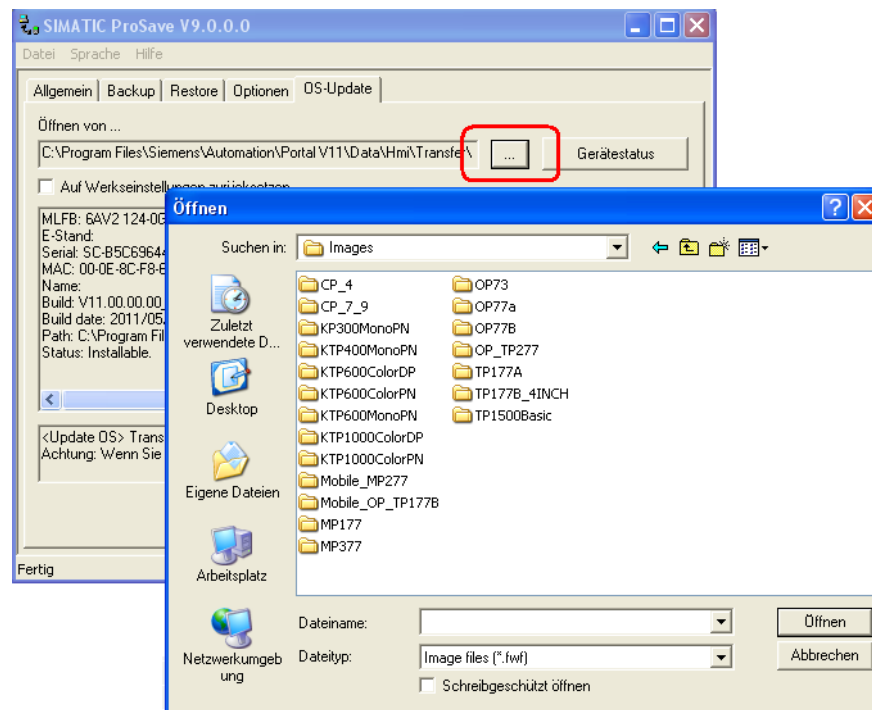 SIMATIC ProSave V9.0.0.0
Datei Sprache Hilfe
Allgemein Backup Restore Optionen OS-Update
Öffnen von ...
C:\Program Files\Siemens\Automation\Portal V11\Data\Hmi\Transfer\ ... Gerätestatus
Auf Werkseinstellungen zurücksetzen
MLFB: 6AV2 124-0G
E-Stand:
Serial: SC-B5C6964
MAC: 00-0E-8C-F8-
Name:
Build: V11.00.00.00_
Build date: 2011/05
Path: C:\Program Fil
Status: Installable.
<Update OS> Trans
Achtung: Wenn Sie
Fertig
Öffnen
Suchen in: Images
Zuletzt
verwendete D...
Desktop
Eigene Dateien
Arbeitsplatz
Netzwerkumgeb
ung
CP_4
CP_7_9
KP300MonoPN
KTP400MonoPN
KTP600ColorDP
KTP600ColorPN
KTP600MonoPN
KTP1000ColorDP
KTP1000ColorPN
Mobile_MP277
Mobile_OP_TP177B
MP177
MP377
OP73
OP77a
OP77B
OP_TP277
TP177A
TP177B_4INCH
TP1500Basic
Dateiname: Öffnen
Dateityp: Image files (*.fwf) Abbrechen
Schreibgeschützt öffnen